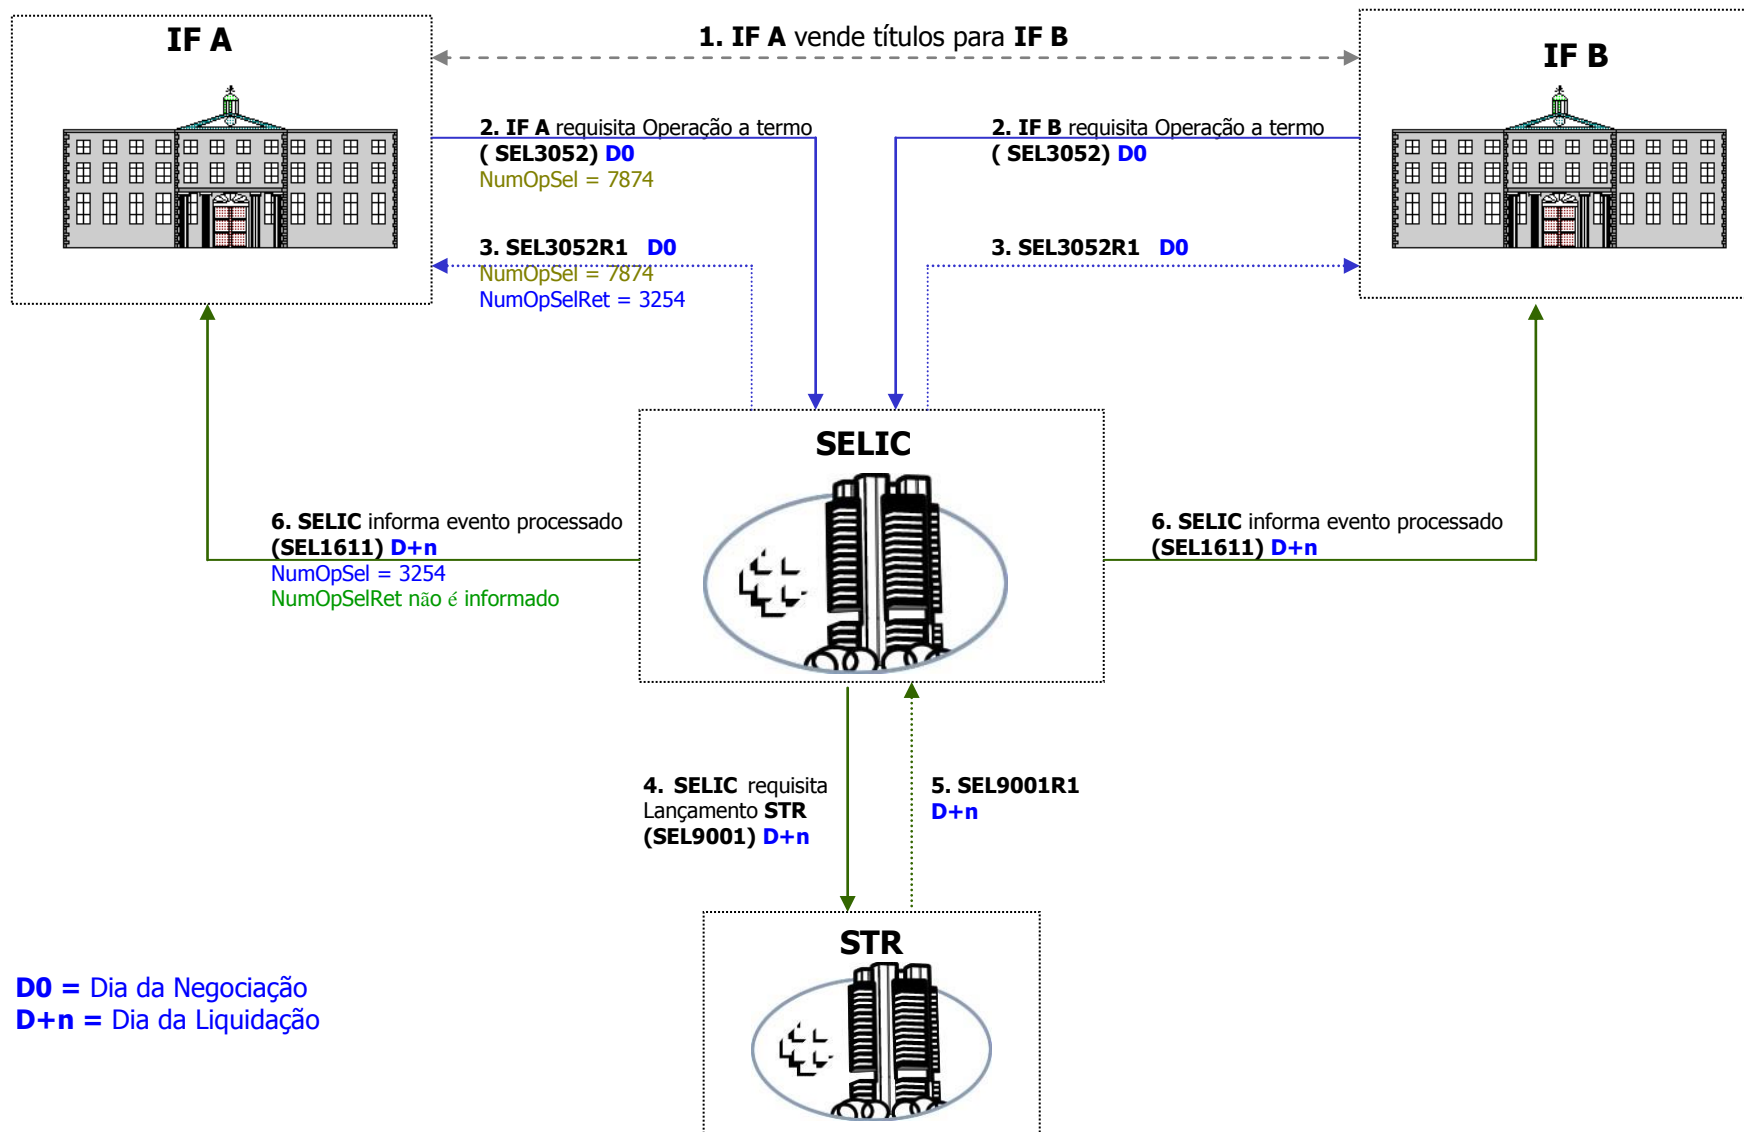 IF A
1. IF A vende títulos para IF B
IF B
2. IF A requisita Operação a termo
( SEL3052) D0
NumOpSel = 7874
2. IF B requisita Operação a termo
( SEL3052) D0
3. SEL3052R1 D0
NumOpSel = 7874
NumOpSelRet = 3254
3. SEL3052R1 D0
SELIC
6. SELIC informa evento processado
(SEL1611) D+n
NumOpSel = 3254
NumOpSelRet não é informado
6. SELIC informa evento processado
(SEL1611) D+n
4. SELIC requisita
Lançamento STR
(SEL9001) D+n
5. SEL9001R1
D+n
STR
D0 = Dia da Negociação
D+n = Dia da Liquidação